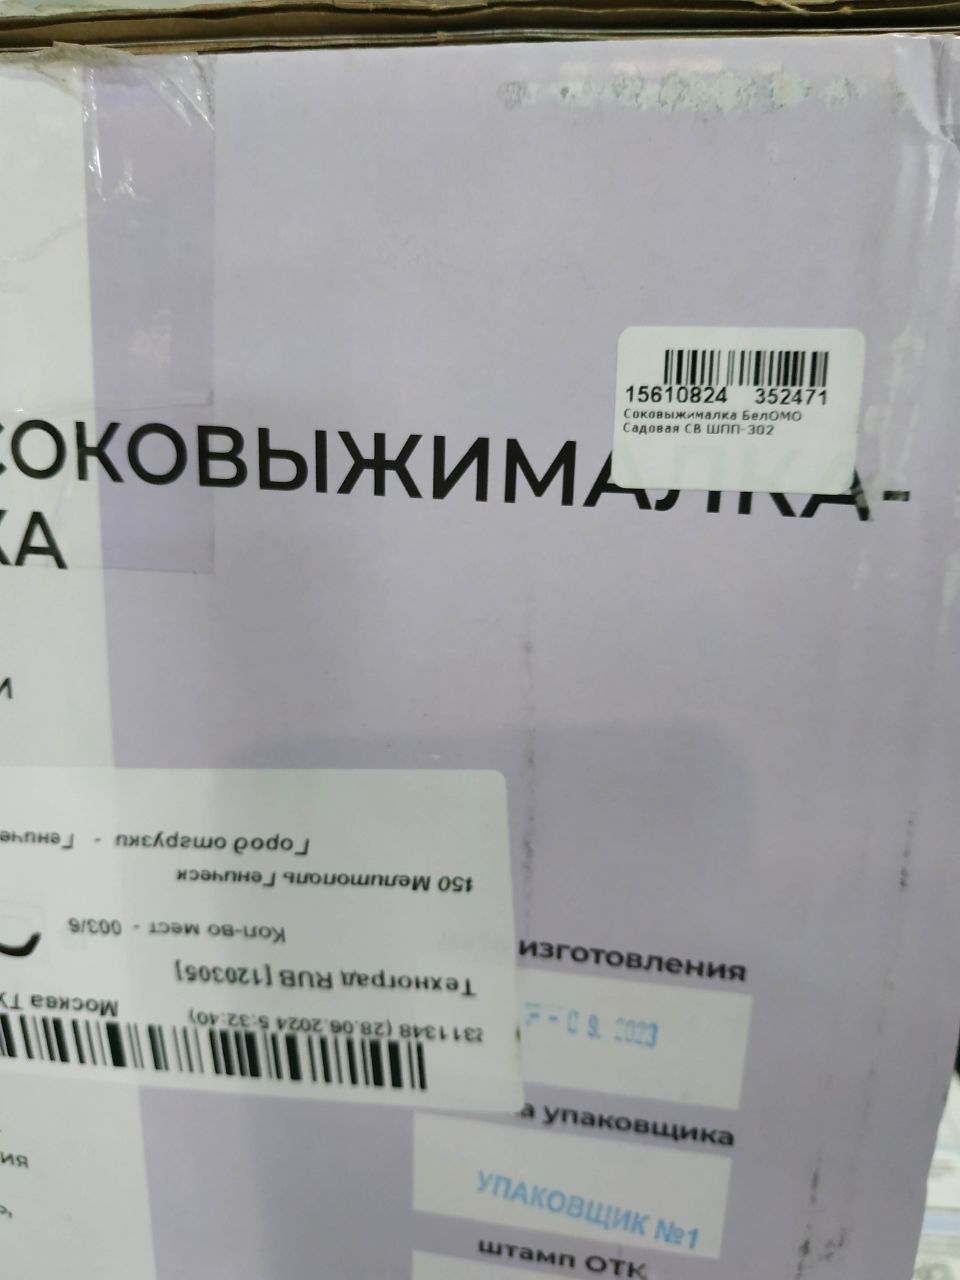 15610824 352471
Соковыжималка БелОМО
Садовая СВ ШПП-302
СОКОВЫЖИМАЛКА-
КА
и
Город отгрузки - Геничес
Мелитополь Геническ
Кол-во мест - 003/6
Техноград RUB [120305]
Москва ТУ
2311348 (28.06.2024 5:32:40)
изготовления
09. 2023
а упаковщика
УПАКОВЩИК №1
штамп ОТК
ия